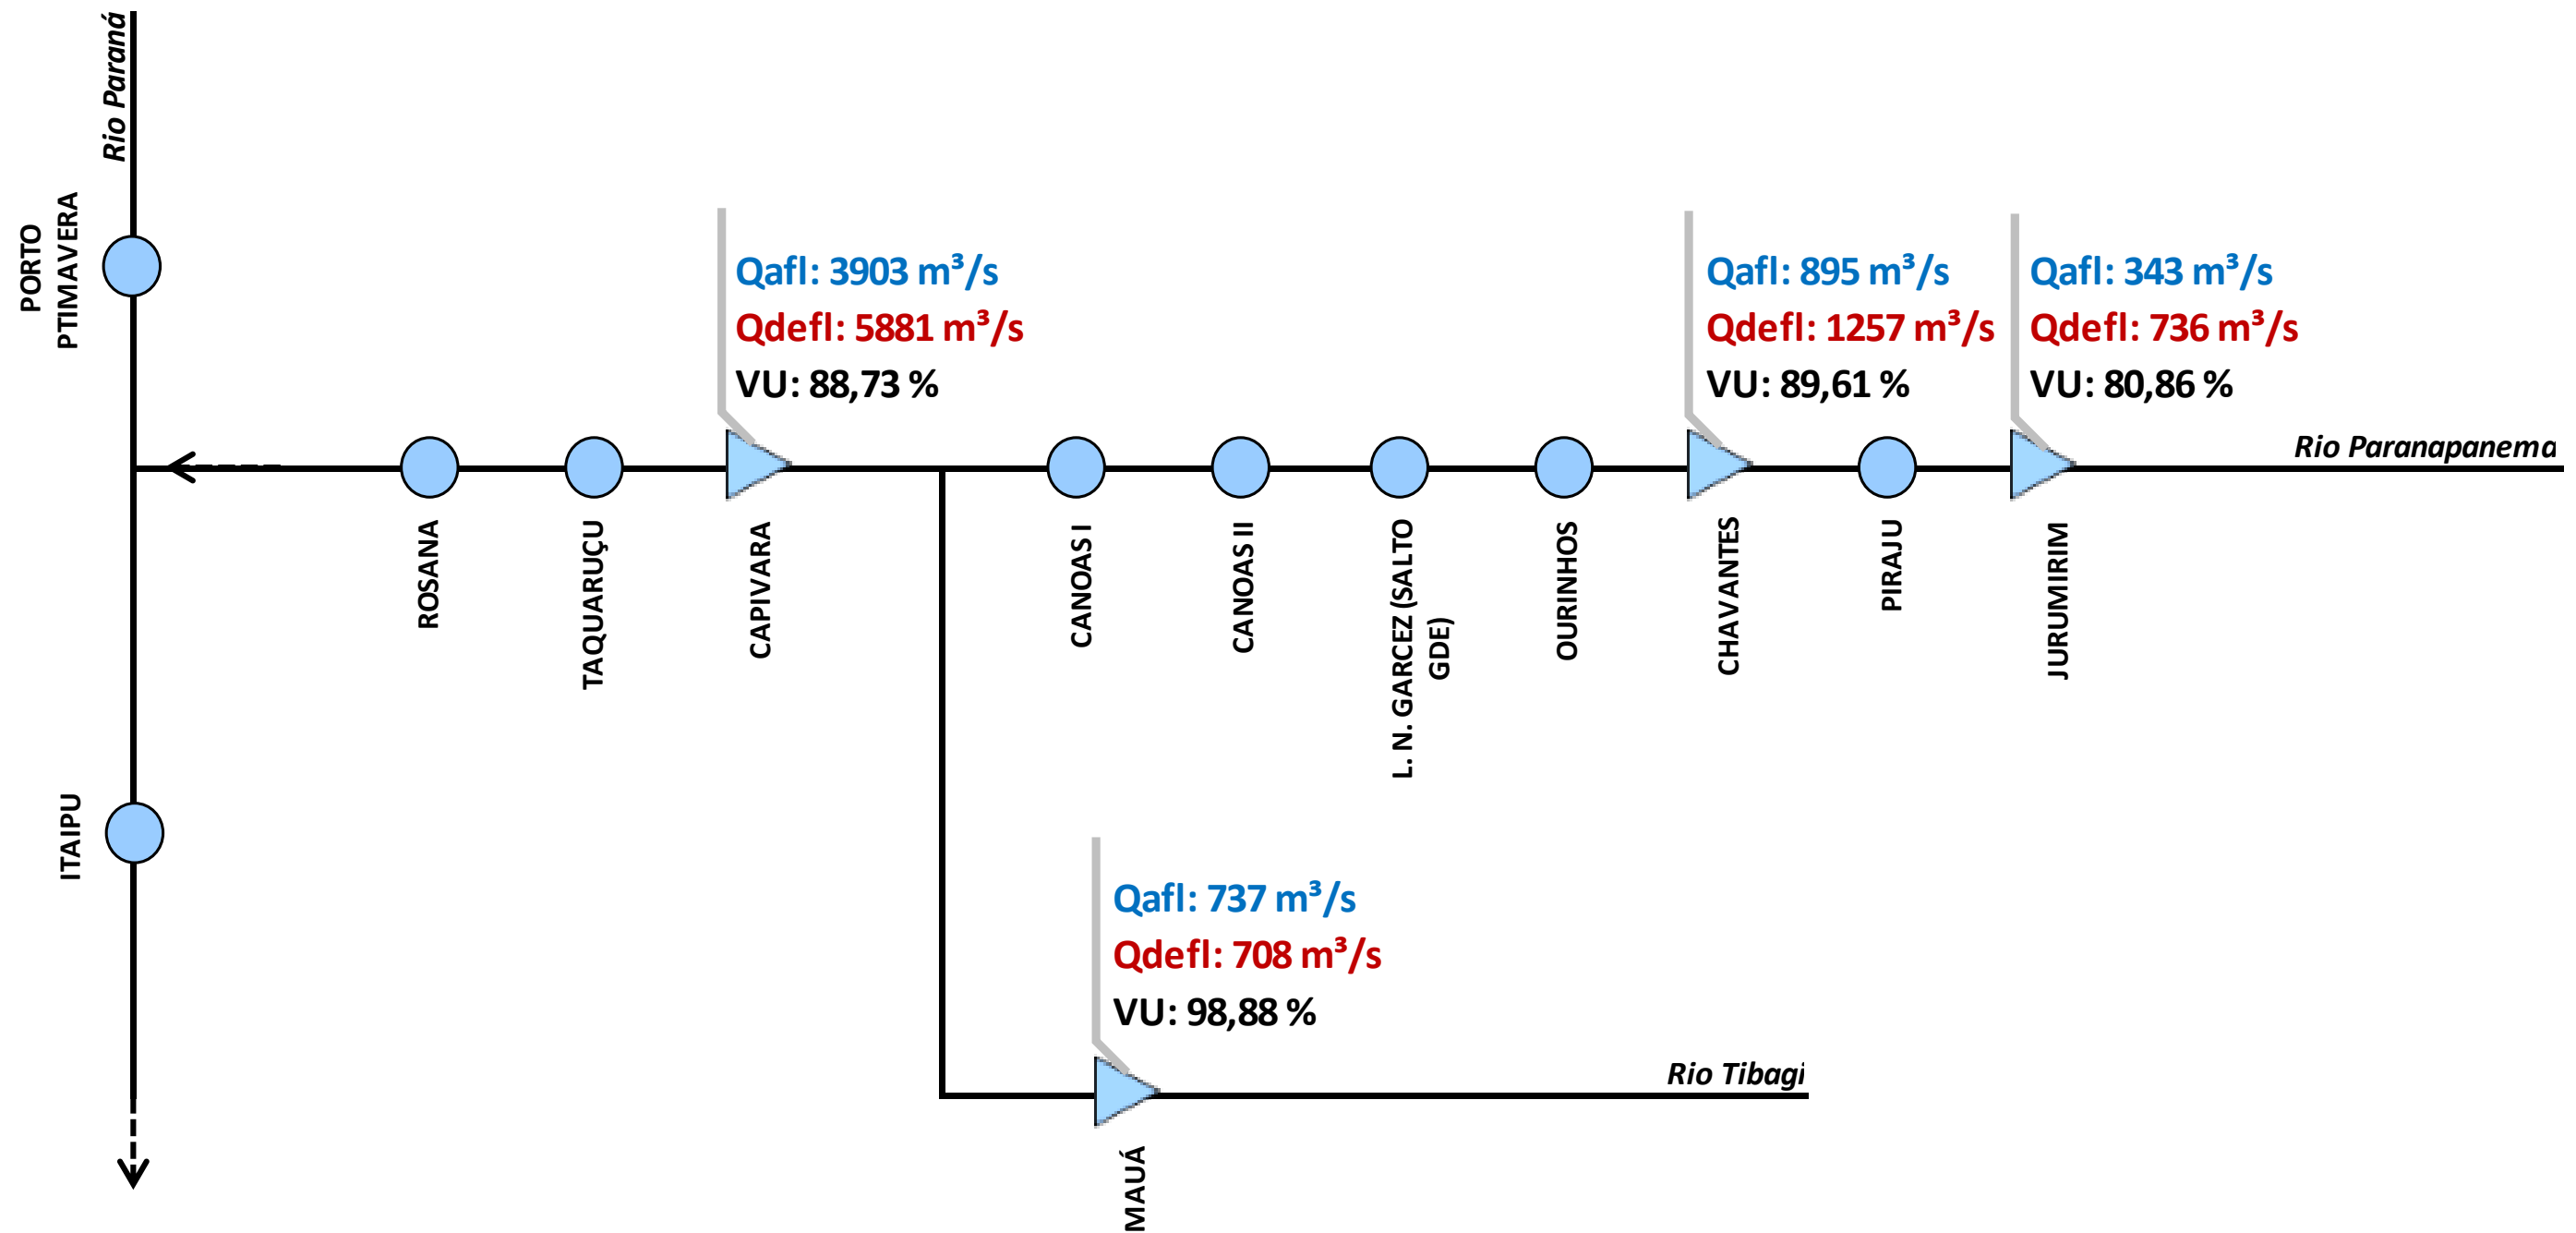 Rio Paraná
PORTO
PTIMAVERA
Qafl: 3903 m³/s
Qdefl: 5881 m³/s
VU: 88,73 %
Qafl: 895 m³/s
Qdefl: 1257 m³/s
VU: 89,61 %
Qafl: 343 m³/s
Qdefl: 736 m³/s
VU: 80,86 %
Rio Paranapanema
ROSANA
TAQUARUÇU
CAPIVARA
CANOAS I
CANOAS II
L. N. GARCEZ (SALTO
GDE)
OURINHOS
CHAVANTES
PIRAJU
JURUMIRIM
ITAIPU
Qafl: 737 m³/s
Qdefl: 708 m³/s
VU: 98,88 %
Rio Tibagi
MAUÁ